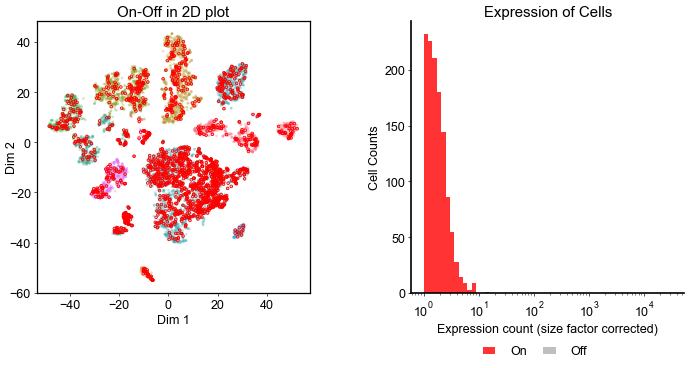 On-Off in 2D plot
Expression of Cells
Dim 2
40
20
0
−20
−40
−60
−40
−20
0
20
40
Dim 1
Cell Counts
200
150
100
50
0
10^0
10^1
10^2
10^3
10^4
Expression count (size factor corrected)
On
Off